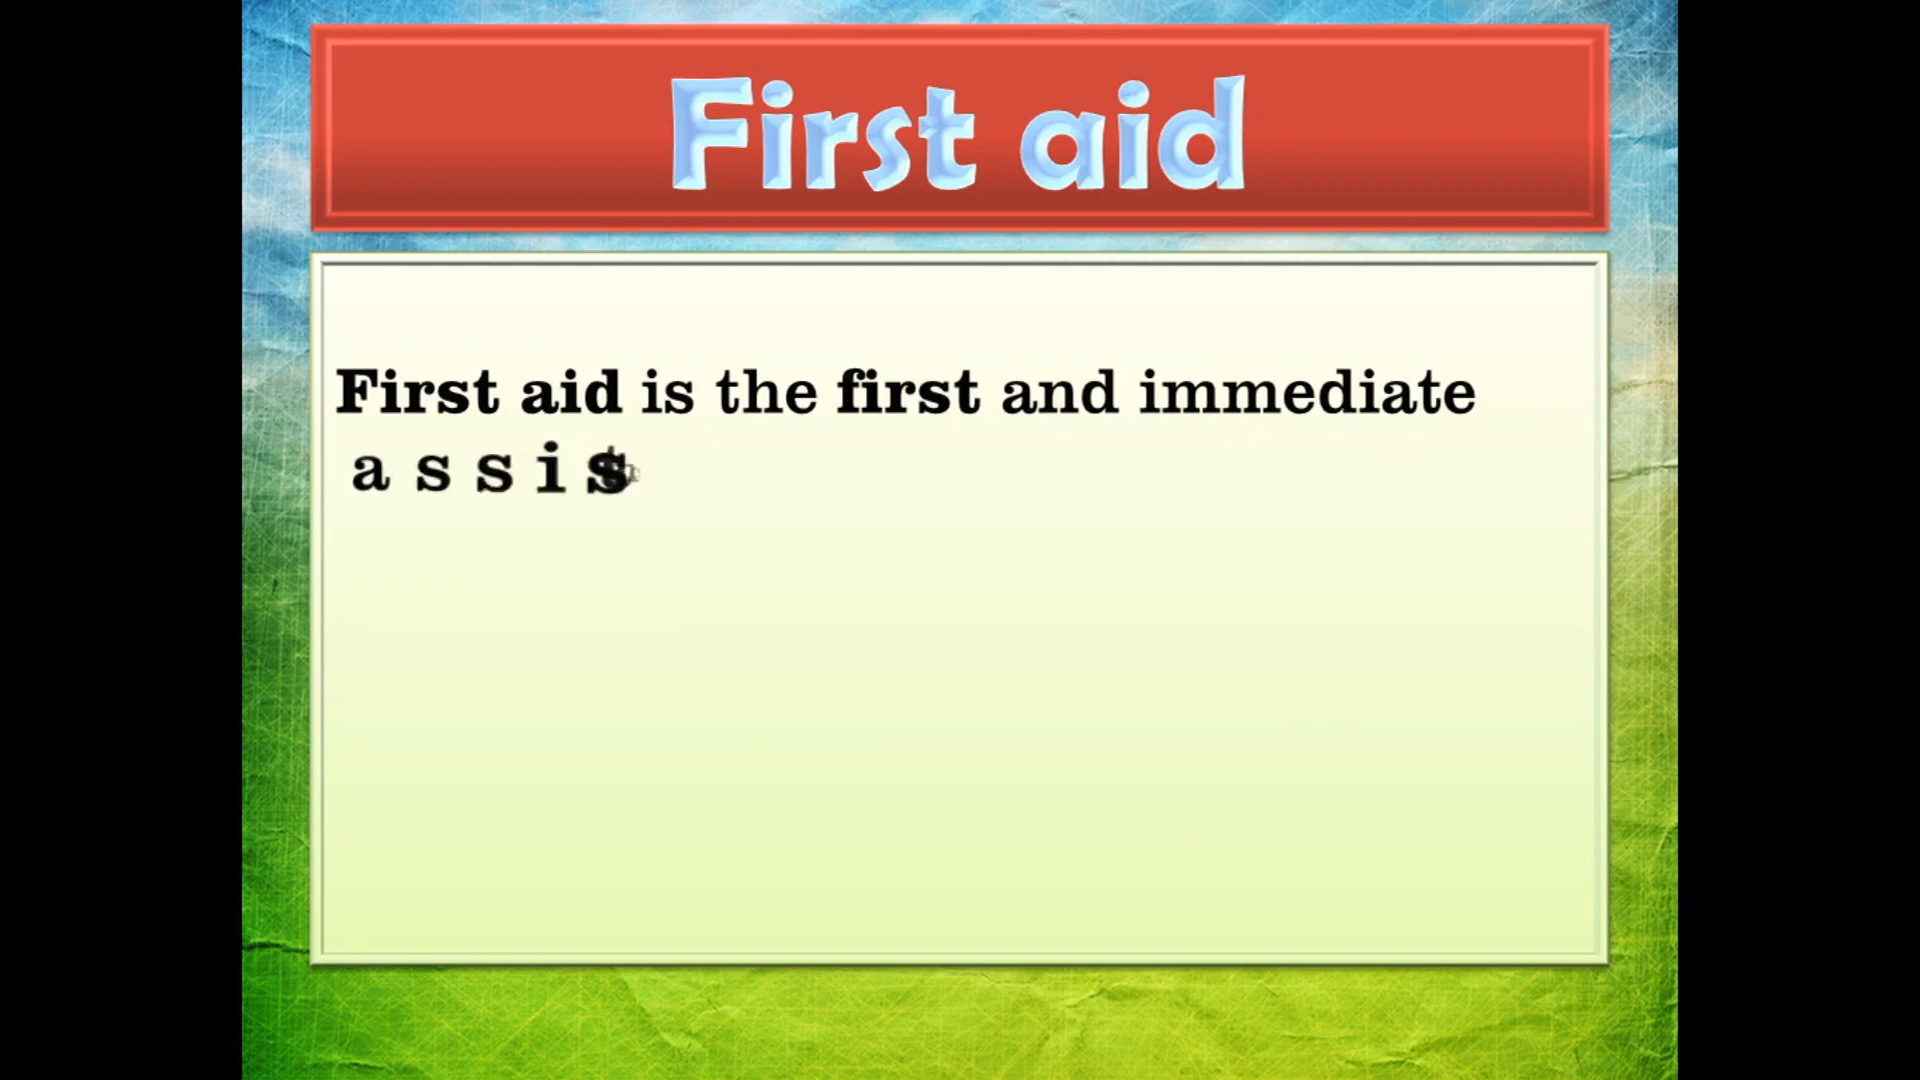 First aid
First aid is the first and immediate
a s s i s